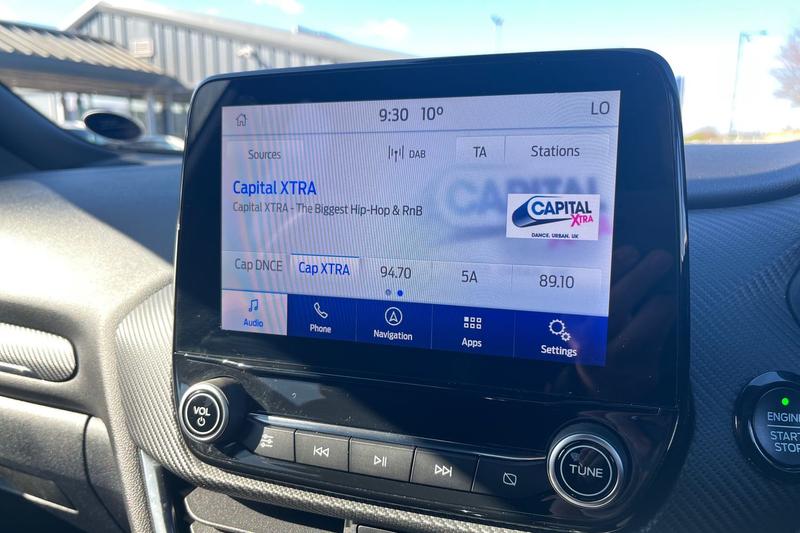 9:30 10° LO
Sources DAB TA Stations
Capital XTRA
Capital XTRA - The Biggest Hip-Hop & RnB
CAPITAL
XTRA
DANCE. URBAN. UK
Cap DNCE Cap XTRA 94.70 5A 89.10
Audio Phone Navigation Apps Settings
VOL
TUNE
ENGINE
START
STOP